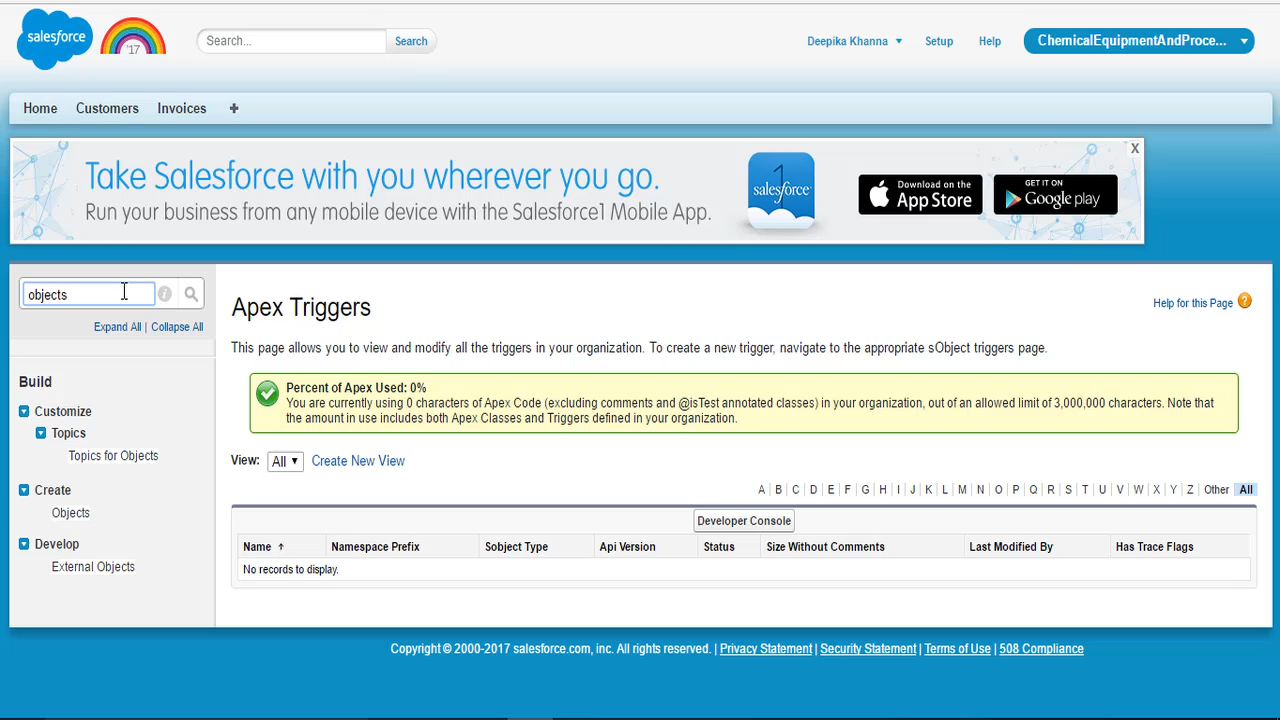 salesforce
'17
Search...
Search
Deepika Khanna
Setup
Help
ChemicalEquipmentAndProce...
Home
Customers
Invoices
+
Take Salesforce with you wherever you go.
Run your business from any mobile device with the Salesforce1 Mobile App.
1
salesforce
Download on the
App Store
GET IT ON
Google play
X
objects
Expand All | Collapse All
Build
Customize
Topics
Topics for Objects
Create
Objects
Develop
External Objects
Apex Triggers
Help for this Page ?
This page allows you to view and modify all the triggers in your organization. To create a new trigger, navigate to the appropriate sObject triggers page.
Percent of Apex Used: 0%
You are currently using 0 characters of Apex Code (excluding comments and @isTest annotated classes) in your organization, out of an allowed limit of 3,000,000 characters. Note that
the amount in use includes both Apex Classes and Triggers defined in your organization.
View: All Create New View
A | B | C | D | E | F | G | H | I | J | K | L | M | N | O | P | Q | R | S | T | U | V | W | X | Y | Z | Other All
Developer Console
Name ↑ Namespace Prefix Sobject Type Api Version Status Size Without Comments Last Modified By Has Trace Flags
No records to display.
Copyright © 2000-2017 salesforce.com, inc. All rights reserved. | Privacy Statement | Security Statement | Terms of Use | 508 Compliance